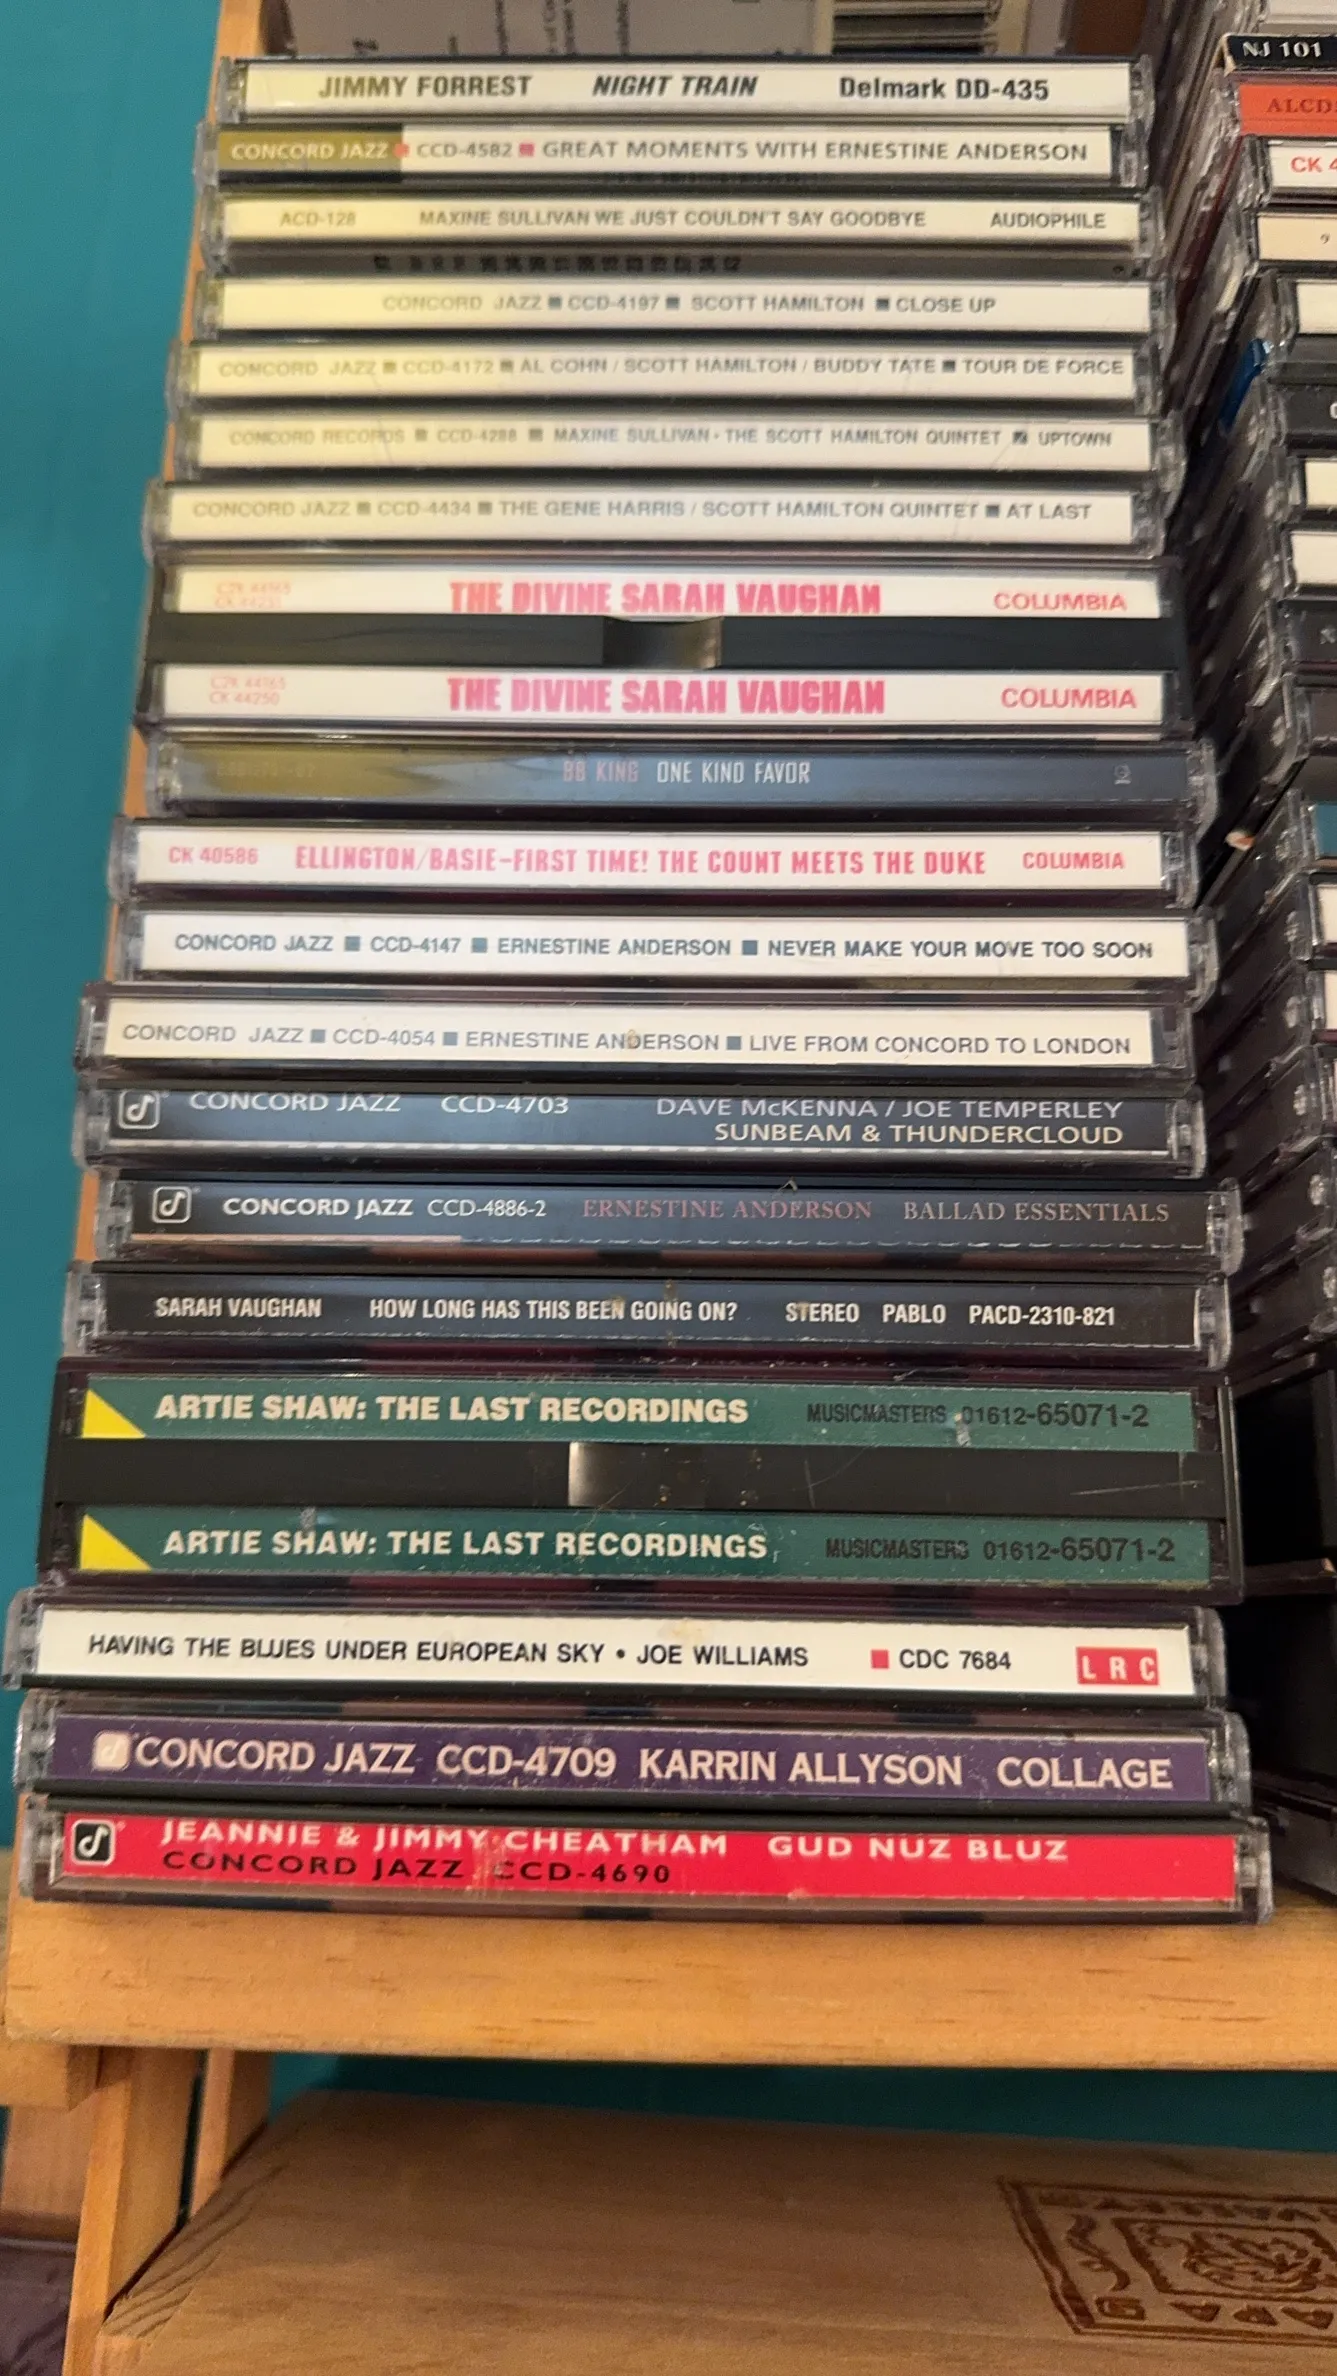 JIMMY FORREST NIGHT TRAIN Delmark DD-435
CONCORD JAZZ ■ CCD-4582 ■ GREAT MOMENTS WITH ERNESTINE ANDERSON
ACD-128 MAXINE SULLIVAN WE JUST COULDN'T SAY GOODBYE AUDIOPHILE
CONCORD JAZZ ■ CCD-4197 ■ SCOTT HAMILTON ■ CLOSE UP
CONCORD JAZZ ■ CCD-4172 ■ AL COHN / SCOTT HAMILTON / BUDDY TATE ■ TOUR DE FORCE
CONCORD RECORDS ■ CCD-4288 ■ MAXINE SULLIVAN • THE SCOTT HAMILTON QUINTET ■ UPTOWN
CONCORD JAZZ ■ CCD-4434 ■ THE GENE HARRIS / SCOTT HAMILTON QUINTET ■ AT LAST
THE DIVINE SARAH VAUGHAN COLUMBIA
C2K 44165
CK 44250
THE DIVINE SARAH VAUGHAN COLUMBIA
BB KING ONE KIND FAVOR
CK 40586 ELLINGTON/BASIE-FIRST TIME! THE COUNT MEETS THE DUKE COLUMBIA
CONCORD JAZZ ■ CCD-4147 ■ ERNESTINE ANDERSON ■ NEVER MAKE YOUR MOVE TOO SOON
CONCORD JAZZ ■ CCD-4054 ■ ERNESTINE ANDERSON ■ LIVE FROM CONCORD TO LONDON
CONCORD JAZZ CCD-4703 DAVE McKENNA / JOE TEMPERLEY
SUNBEAM & THUNDERCLOUD
CONCORD JAZZ CCD-4886-2 ERNESTINE ANDERSON BALLAD ESSENTIALS
SARAH VAUGHAN HOW LONG HAS THIS BEEN GOING ON? STEREO PABLO PACD-2310-821
ARTIE SHAW: THE LAST RECORDINGS MUSICMASTERS 01612-65071-2
ARTIE SHAW: THE LAST RECORDINGS MUSICMASTERS 01612-65071-2
HAVING THE BLUES UNDER EUROPEAN SKY • JOE WILLIAMS ■ CDC 7684 LRC
CONCORD JAZZ CCD-4709 KARRIN ALLYSON COLLAGE
JEANNIE & JIMMY CHEATHAM GUD NUZ BLUZ
CONCORD JAZZ CCD-4690
NJ 101
ALCD
CK 4